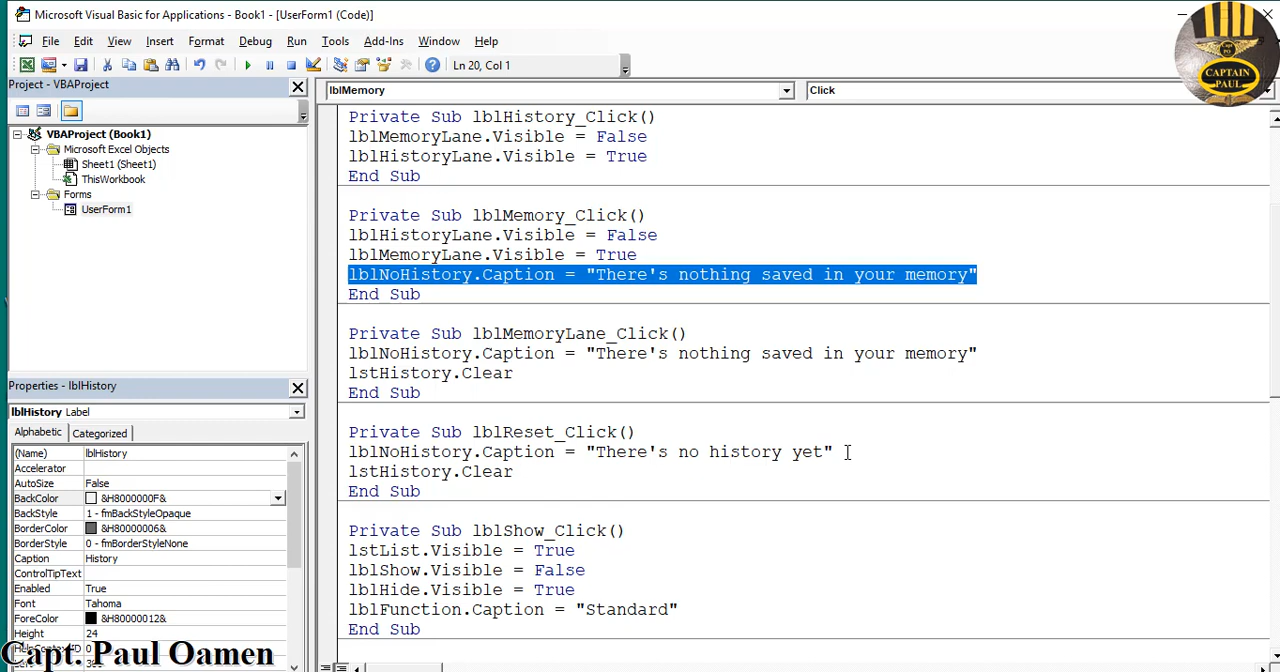 Microsoft Visual Basic for Applications - Book1 - [UserForm1 (Code)]
File Edit View Insert Format Debug Run Tools Add-Ins Window Help
Ln 20, Col 1
CAPTAIN PAUL
Project - VBAProject
lblMemory
Click
VBAProject (Book1)
Microsoft Excel Objects
Sheet1 (Sheet1)
ThisWorkbook
Forms
UserForm1
Properties - lblHistory
lblHistory Label
Alphabetic Categorized
(Name) lblHistory
Accelerator
AutoSize False
BackColor &H8000000F&
BackStyle 1 - fmBackStyleOpaque
BorderColor &H80000006&
BorderStyle 0 - fmBorderStyleNone
Caption History
ControlTipText
Enabled True
Font Tahoma
ForeColor &H80000012&
Height 24
Capt. Paul Oamen
Private Sub lblHistory_Click()
lblMemoryLane.Visible = False
lblHistoryLane.Visible = True
End Sub
Private Sub lblMemory_Click()
lblHistoryLane.Visible = False
lblMemoryLane.Visible = True
lblNoHistory.Caption = "There's nothing saved in your memory"
End Sub
Private Sub lblMemoryLane_Click()
lblNoHistory.Caption = "There's nothing saved in your memory"
lstHistory.Clear
End Sub
Private Sub lblReset_Click()
lblNoHistory.Caption = "There's no history yet"
lstHistory.Clear
End Sub
Private Sub lblShow_Click()
lstList.Visible = True
lblShow.Visible = False
lblHide.Visible = True
lblFunction.Caption = "Standard"
End Sub